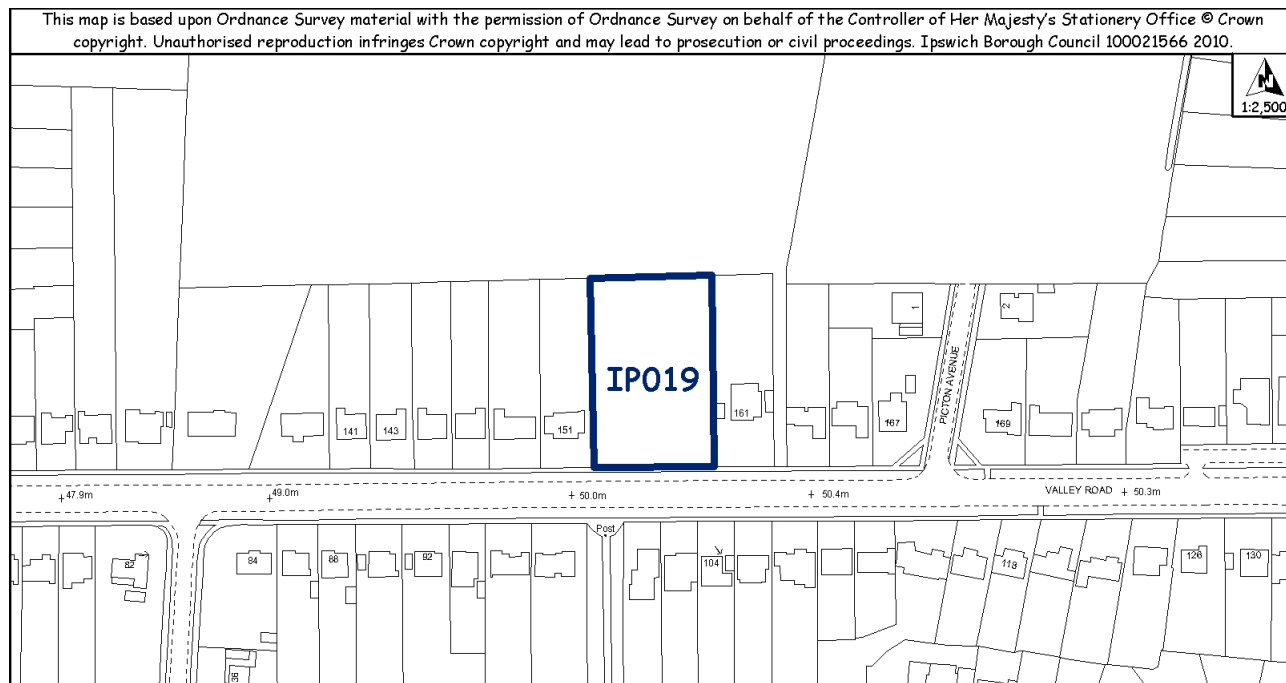 This map is based upon Ordnance Survey material with the permission of Ordnance Survey on behalf of the Controller of Her Majesty's Stationery Office © Crown
copyright. Unauthorised reproduction infringes Crown copyright and may lead to prosecution or civil proceedings. Ipswich Borough Council 100021566 2010.
N
1:2,500
1
2
PICTON AVENUE
IP019
141
143
151
161
167
169
47.9m
49.0m
50.0m
50.4m
VALLEY ROAD
50.3m
Post
82
84
88
92
104
118
126
130
36